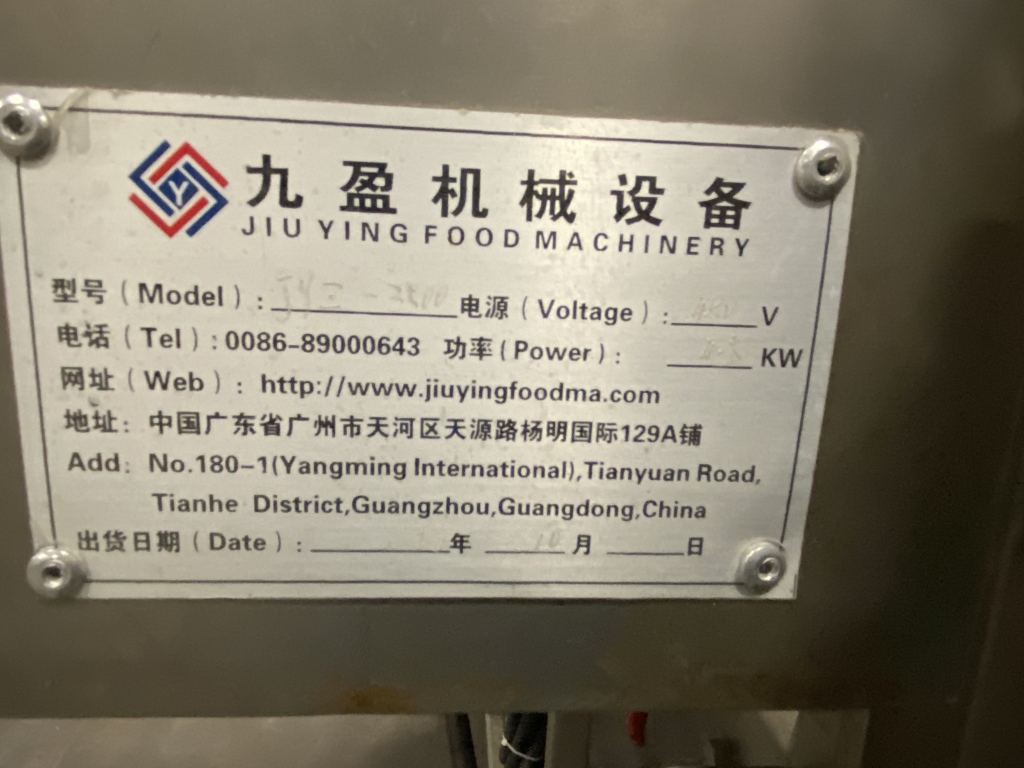 九盈机械设备
JIU YING FOOD MACHINERY
型号（Model）: 电源（Voltage）: V
电话（Tel）: 0086-89000643 功率(Power）: KW
网址（Web）: http://www.jiuyingfoodma.com
地址: 中国广东省广州市天河区天源路杨明国际129A铺
Add: No.180-1(Yangming International),Tianyuan Road,
Tianhe District,Guangzhou,Guangdong,China
出货日期（Date）: 年 10 月 日